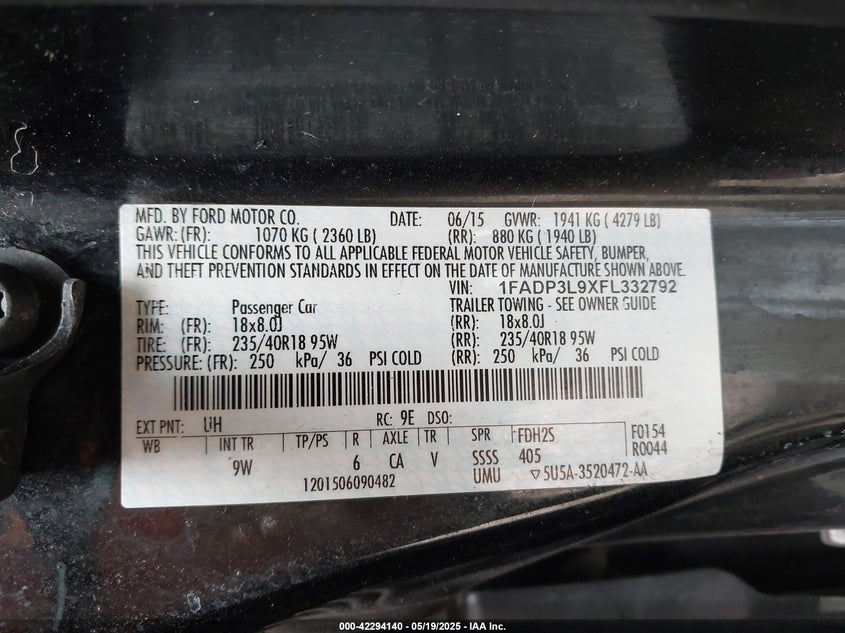 MFD. BY FORD MOTOR CO. DATE: 06/15 GVWR: 1941 KG ( 4279 LB)
GAWR:(FR): 1070 KG ( 2360 LB) (RR): 880 KG ( 1940 LB)
THIS VEHICLE CONFORMS TO ALL APPLICABLE FEDERAL MOTOR VEHICLE SAFETY, BUMPER,
AND THEFT PREVENTION STANDARDS IN EFFECT ON THE DATE OF MANUFACTURE SHOWN ABOVE.
VIN: 1FADP3L9XFL332792
TYPE: Passenger Car TRAILER TOWING - SEE OWNER GUIDE
RIM: (FR): 18x8.0J (RR): 18x8.0J
TIRE: (FR): 235/40R18 95W (RR): 235/40R18 95W
PRESSURE: (FR): 250 kPa/ 36 PSI COLD (RR): 250 kPa/ 36 PSI COLD
EXT PNT: UH RC: 9E DSO:
WB INT TR TP/PS R AXLE TR SPR FDH2S F0154
9W 6 CA V SSSS 405 R0044
1201506090482 UMU ▽5U5A-3520472-AA
000-42294140 - 05/19/2025 - IAA Inc.